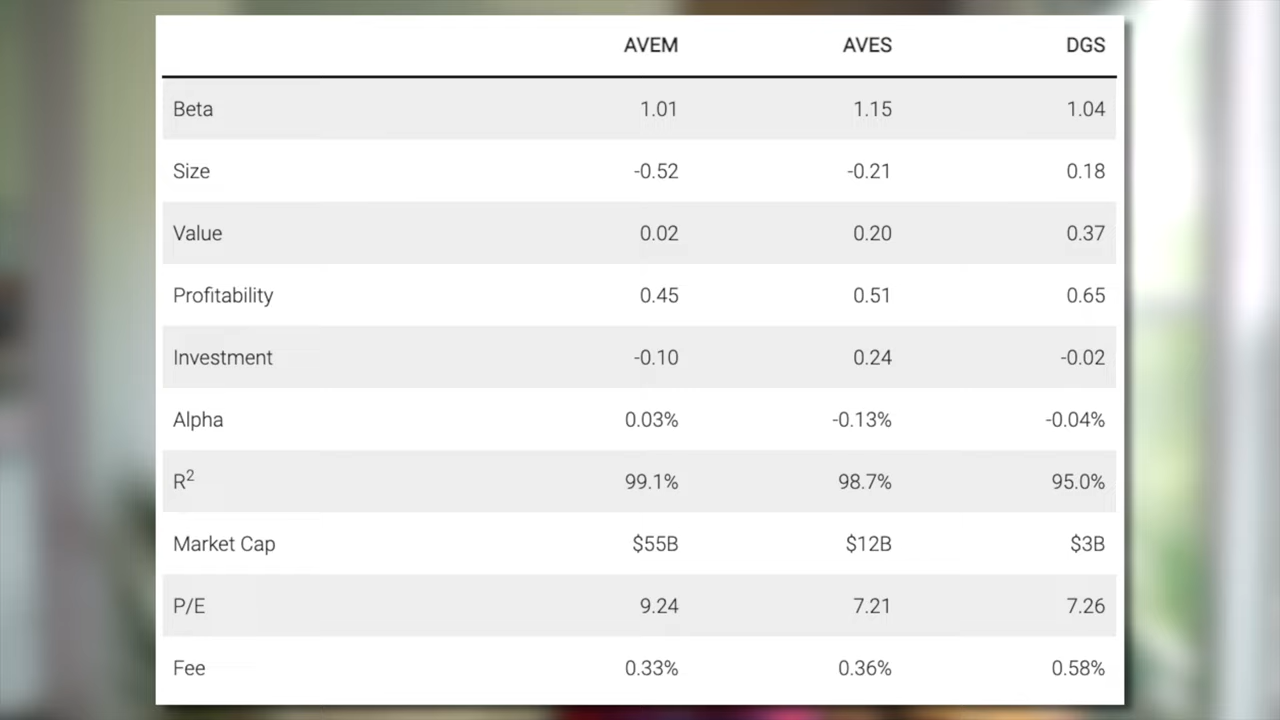 AVEM AVES DGS
Beta 1.01 1.15 1.04
Size -0.52 -0.21 0.18
Value 0.02 0.20 0.37
Profitability 0.45 0.51 0.65
Investment -0.10 0.24 -0.02
Alpha 0.03% -0.13% -0.04%
R² 99.1% 98.7% 95.0%
Market Cap $55B $12B $3B
P/E 9.24 7.21 7.26
Fee 0.33% 0.36% 0.58%